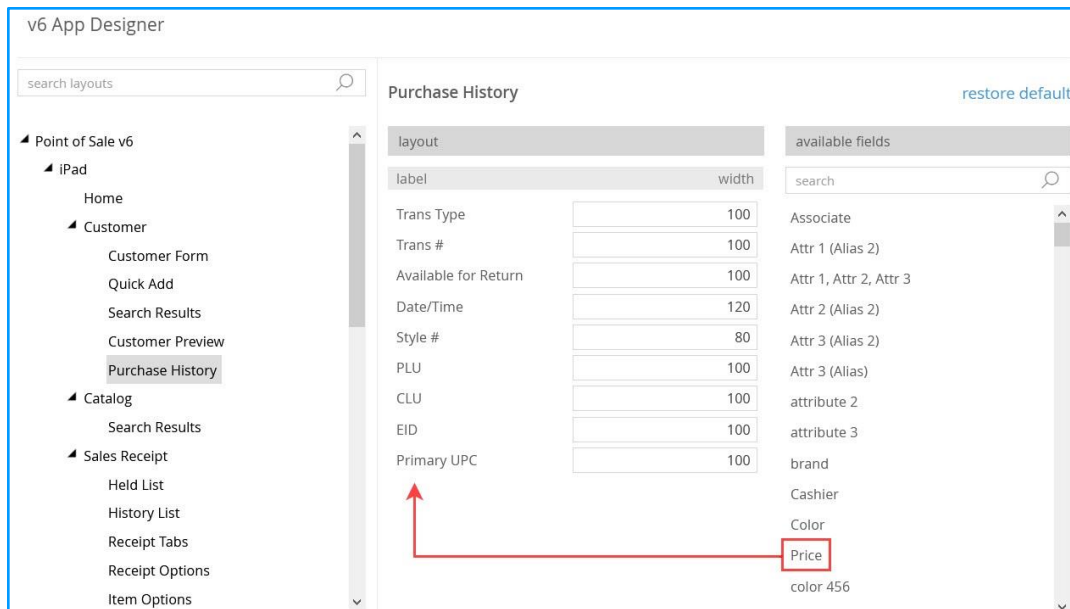 v6 App Designer
search layouts
Point of Sale v6
iPad
Home
Customer
Customer Form
Quick Add
Search Results
Customer Preview
Purchase History
Catalog
Search Results
Sales Receipt
Held List
History List
Receipt Tabs
Receipt Options
Item Options
Purchase History
restore default
layout
label width
Trans Type 100
Trans # 100
Available for Return 100
Date/Time 120
Style # 80
PLU 100
CLU 100
EID 100
Primary UPC 100
available fields
search
Associate
Attr 1 (Alias 2)
Attr 1, Attr 2, Attr 3
Attr 2 (Alias 2)
Attr 3 (Alias 2)
Attr 3 (Alias)
attribute 2
attribute 3
brand
Cashier
Color
Price
color 456